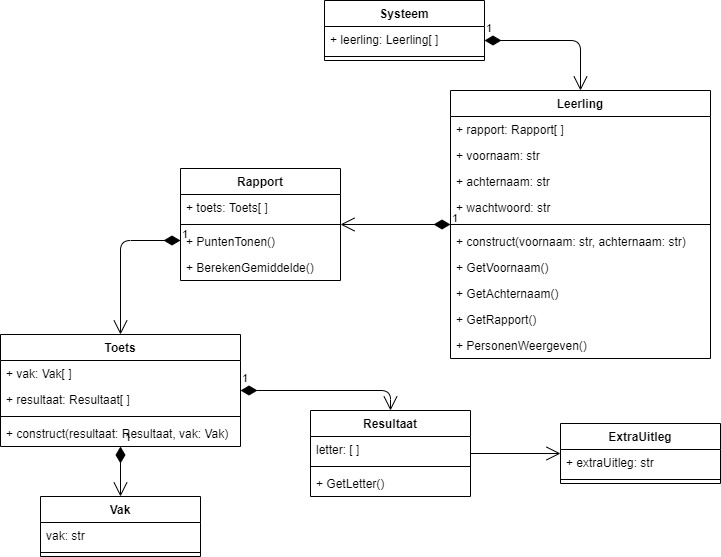 Systeem
+ leerling: Leerling[ ]
1
Leerling
+ rapport: Rapport[ ]
+ voornaam: str
+ achternaam: str
+ wachtwoord: str
+ construct(voornaam: str, achternaam: str)
+ GetVoornaam()
+ GetAchternaam()
+ GetRapport()
+ PersonenWeergeven()
1
Rapport
+ toets: Toets[ ]
+ PuntenTonen()
+ BerekenGemiddelde()
1
Toets
+ vak: Vak[ ]
+ resultaat: Resultaat[ ]
+ construct(resultaat: Resultaat, vak: Vak)
1
1
Resultaat
letter: [ ]
+ GetLetter()
ExtraUitleg
+ extraUitleg: str
Vak
vak: str